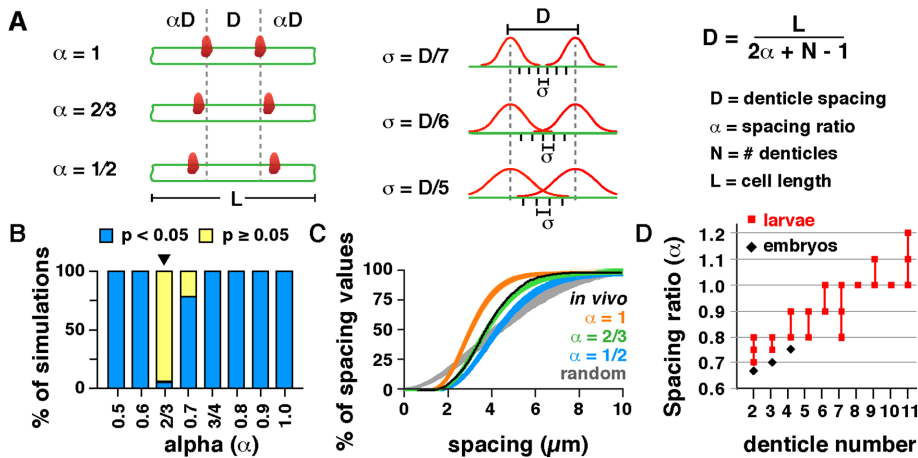 A
αD D αD
α = 1
α = 2/3
α = 1/2
L
D
σ = D/7
σ
σ = D/6
σ
σ = D/5
σ
D = L / 2α + N - 1
D = denticle spacing
α = spacing ratio
N = # denticles
L = cell length
B
p < 0.05 p ≥ 0.05
% of simulations
100
50
0
0.5 0.6 2/3 0.7 3/4 0.8 0.9 1.0
alpha (α)
C
% of spacing values
100
75
50
25
0
in vivo
α = 1
α = 2/3
α = 1/2
random
0 2 4 6 8 10
spacing (µm)
D
larvae
embryos
Spacing ratio (α)
1.2
1.1
1.0
0.9
0.8
0.7
0.6
2 3 4 5 6 7 8 9 10 11
denticle number